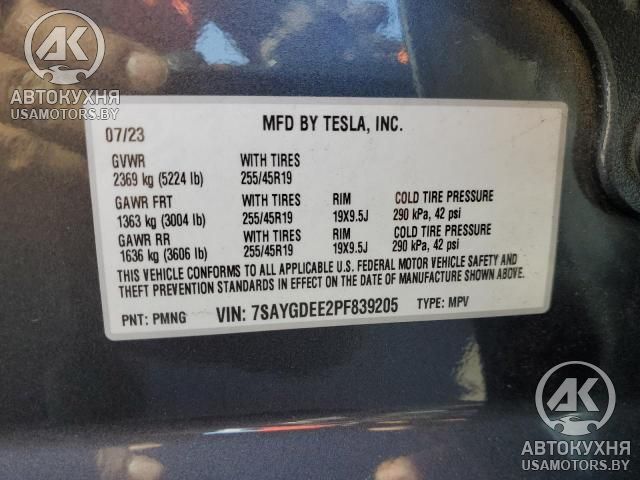 AK
АВТОКУХНЯ
USAMOTORS.BY
07/23 MFD BY TESLA, INC.
GVWR WITH TIRES
2369 kg (5224 lb) 255/45R19
GAWR FRT WITH TIRES RIM COLD TIRE PRESSURE
1363 kg (3004 lb) 255/45R19 19X9.5J 290 kPa, 42 psi
GAWR RR WITH TIRES RIM COLD TIRE PRESSURE
1636 kg (3606 lb) 255/45R19 19X9.5J 290 kPa, 42 psi
THIS VEHICLE CONFORMS TO ALL APPLICABLE U.S. FEDERAL MOTOR VEHICLE SAFETY AND
THEFT PREVENTION STANDARDS IN EFFECT ON THE DATE OF MANUFACTURE SHOWN ABOVE.
PNT: PMNG VIN: 7SAYGDEE2PF839205 TYPE: MPV
AK
АВТОКУХНЯ
USAMOTORS.BY